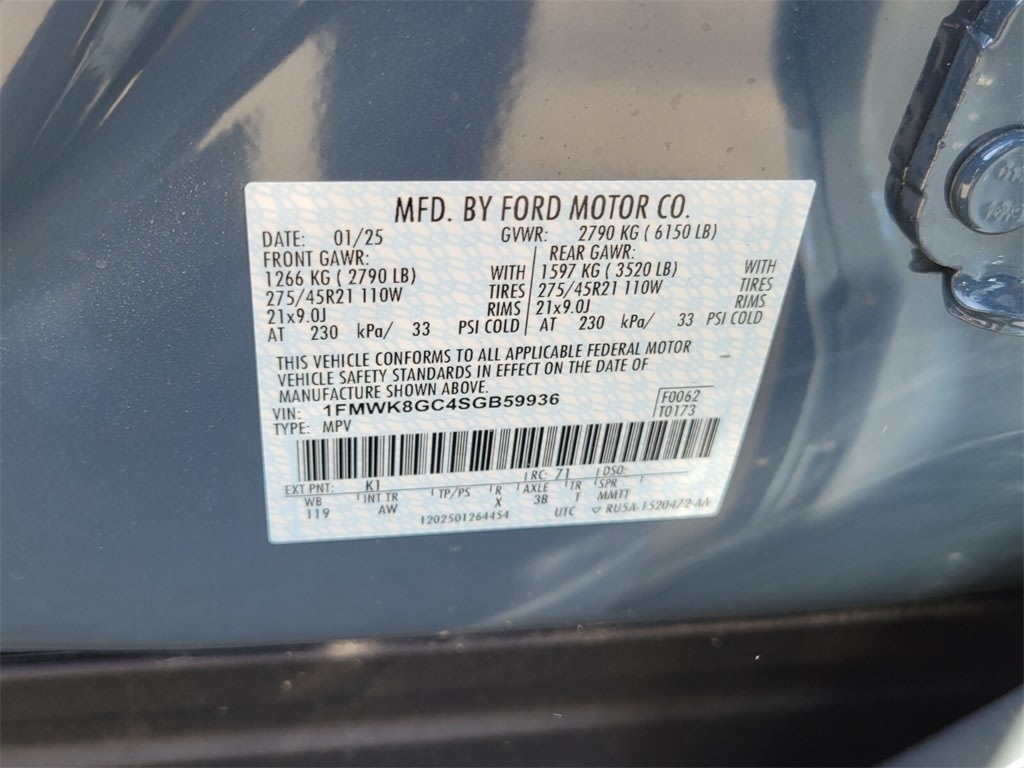 MFD. BY FORD MOTOR CO.
DATE: 01/25 GVWR: 2790 KG ( 6150 LB)
FRONT GAWR: REAR GAWR:
1266 KG ( 2790 LB) WITH 1597 KG ( 3520 LB) WITH
275/45R21 110W TIRES 275/45R21 110W TIRES
21x9.0J RIMS 21x9.0J RIMS
AT 230 kPa/ 33 PSI COLD AT 230 kPa/ 33 PSI COLD
THIS VEHICLE CONFORMS TO ALL APPLICABLE FEDERAL MOTOR
VEHICLE SAFETY STANDARDS IN EFFECT ON THE DATE OF
MANUFACTURE SHOWN ABOVE.
VIN: 1FMWK8GC4SGB59936 F0062
TYPE: MPV T0173
EXT PNT: K1 RC: 71 DSO:
WB INT TR TP/PS R AXLE TR SPR
119 AW X 3B 1 MMTT
1202501264454 UTC RU5A-1520472-AA